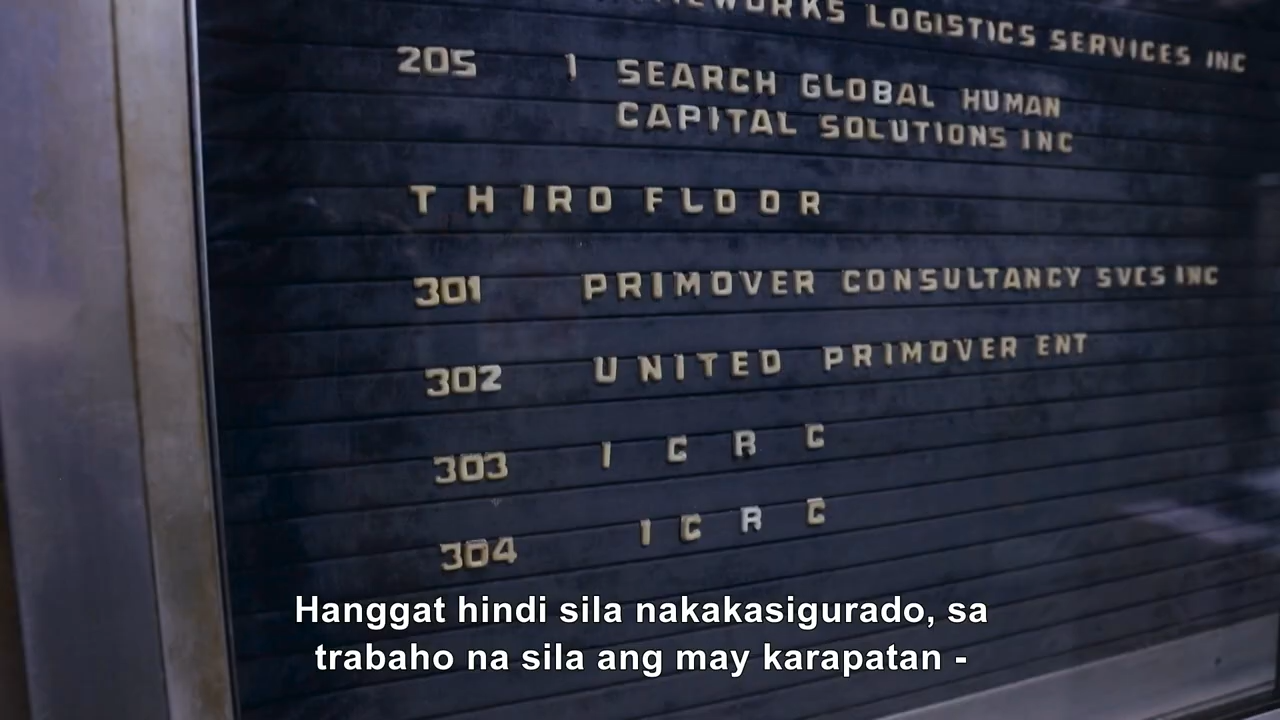 LOGISTICS SERVICES INC
205 1 SEARCH GLOBAL HUMAN
CAPITAL SOLUTIONS INC
THIRD FLOOR
301 PRIMOVER CONSULTANCY SVCS INC
302 UNITED PRIMOVER ENT
303 I C R C
304 I C R C
Hanggat hindi sila nakakasigurado, sa
trabaho na sila ang may karapatan -